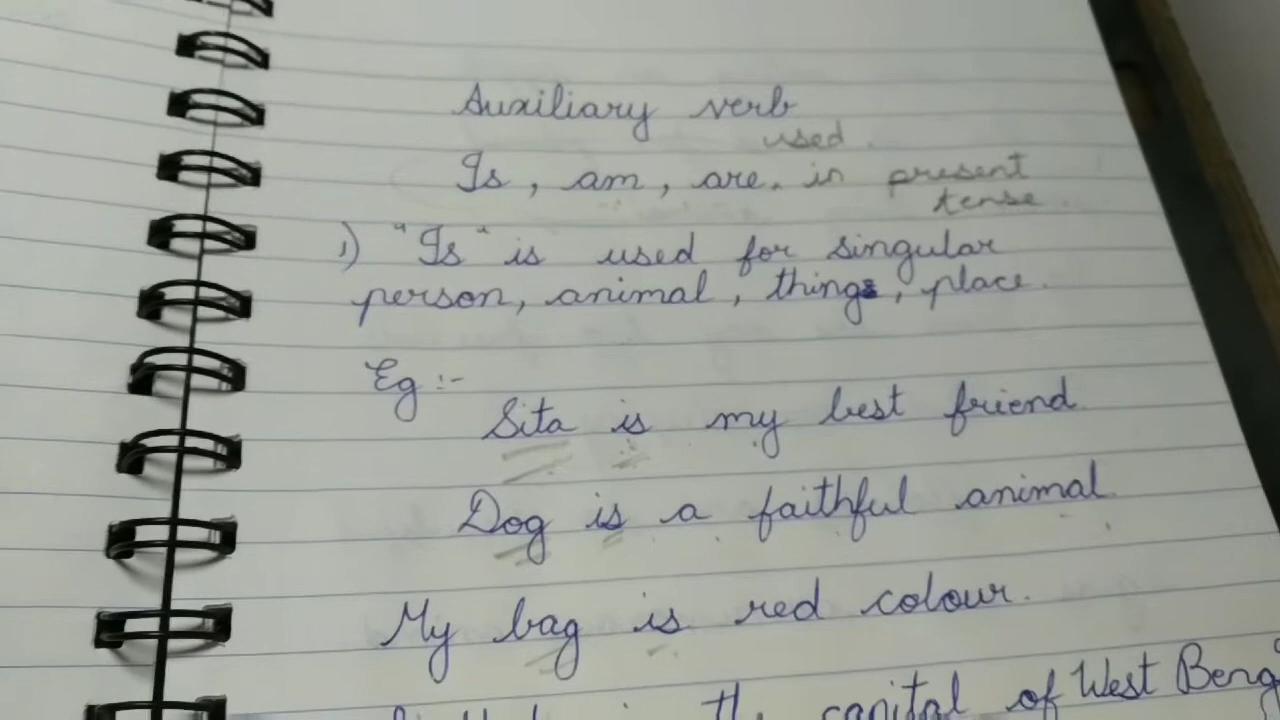 Auxiliary verb
used.
Is, am, are. in present
tense.
1) "Is" is used for singular
person, animal, things, place.
Eg :-
Sita is my best friend
Dog is a faithful animal.
My bag is red colour.
capital of West Beng